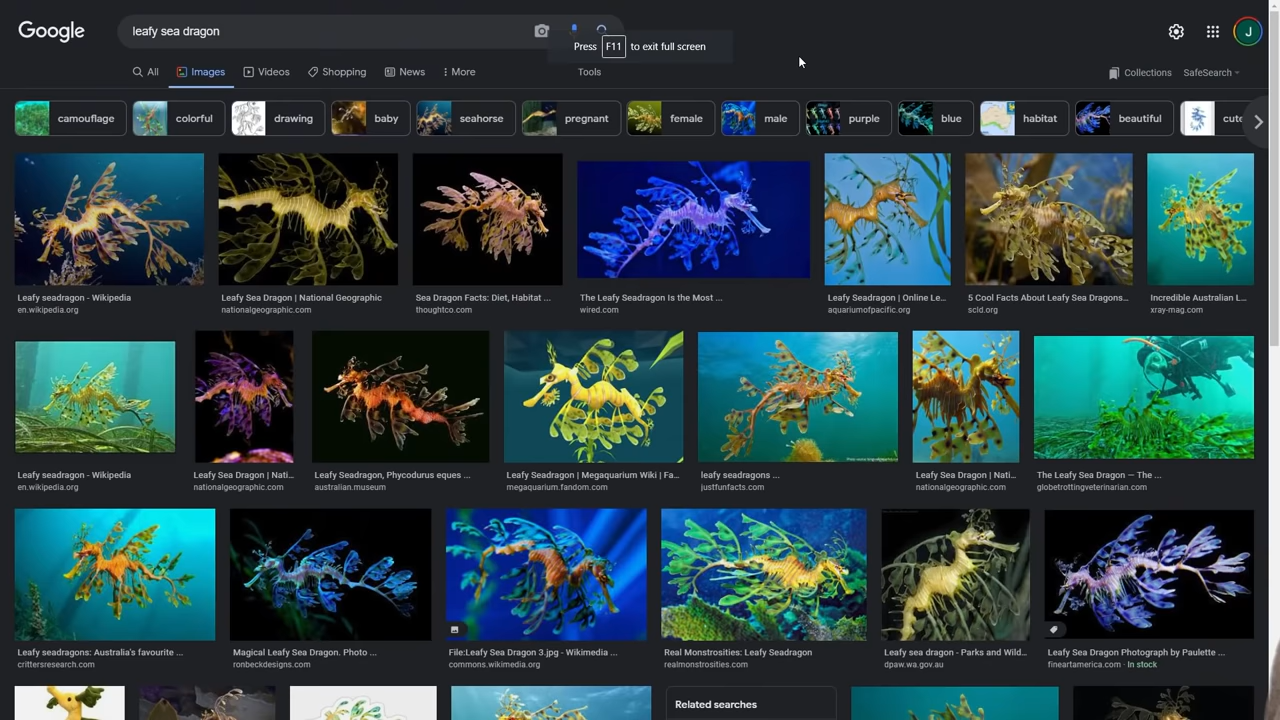 Google
leafy sea dragon
Press F11 to exit full screen
J
All
Images
Videos
Shopping
News
More
Tools
Collections
SafeSearch
camouflage
colorful
drawing
baby
seahorse
pregnant
female
male
purple
blue
habitat
beautiful
cute
Leafy seadragon - Wikipedia
en.wikipedia.org
Leafy Sea Dragon | National Geographic
nationalgeographic.com
Sea Dragon Facts: Diet, Habitat ...
thoughtco.com
The Leafy Seadragon Is the Most ...
wired.com
Leafy Seadragon | Online Le...
aquariumofpacific.org
5 Cool Facts About Leafy Sea Dragons...
scld.org
Incredible Australian L...
xray-mag.com
Leafy seadragon - Wikipedia
en.wikipedia.org
Leafy Sea Dragon | Nati...
nationalgeographic.com
Leafy Seadragon, Phycodurus eques ...
australian.museum
Leafy Seadragon | Megaquarium Wiki | Fa...
megaquarium.fandom.com
leafy seadragons ...
justfunfacts.com
Leafy Sea Dragon | Nati...
nationalgeographic.com
The Leafy Sea Dragon — The ...
globetrottingveterinarian.com
Leafy seadragons: Australia's favourite ...
crittersresearch.com
Magical Leafy Sea Dragon. Photo ...
ronbeckdesigns.com
File:Leafy Sea Dragon 3.jpg - Wikimedia ...
commons.wikimedia.org
Real Monstrosities: Leafy Seadragon
realmonstrosities.com
Leafy sea dragon - Parks and Wild...
dpaw.wa.gov.au
Leafy Sea Dragon Photograph by Paulette ...
fineartamerica.com · In stock
Related searches